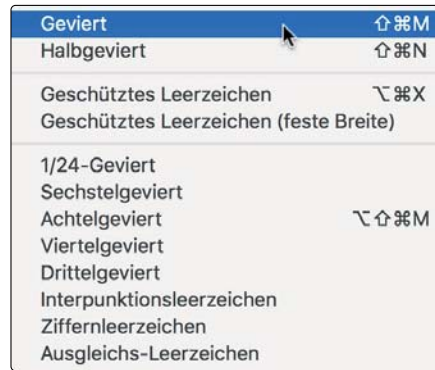 Geviert ⇧⌘M
Halbgeviert ⇧⌘N
Geschütztes Leerzeichen ⌥⌘X
Geschütztes Leerzeichen (feste Breite)
1/24-Geviert
Sechstelgeviert
Achtelgeviert ⌥⇧⌘M
Viertelgeviert
Drittelgeviert
Interpunktionsleerzeichen
Ziffernleerzeichen
Ausgleichs-Leerzeichen